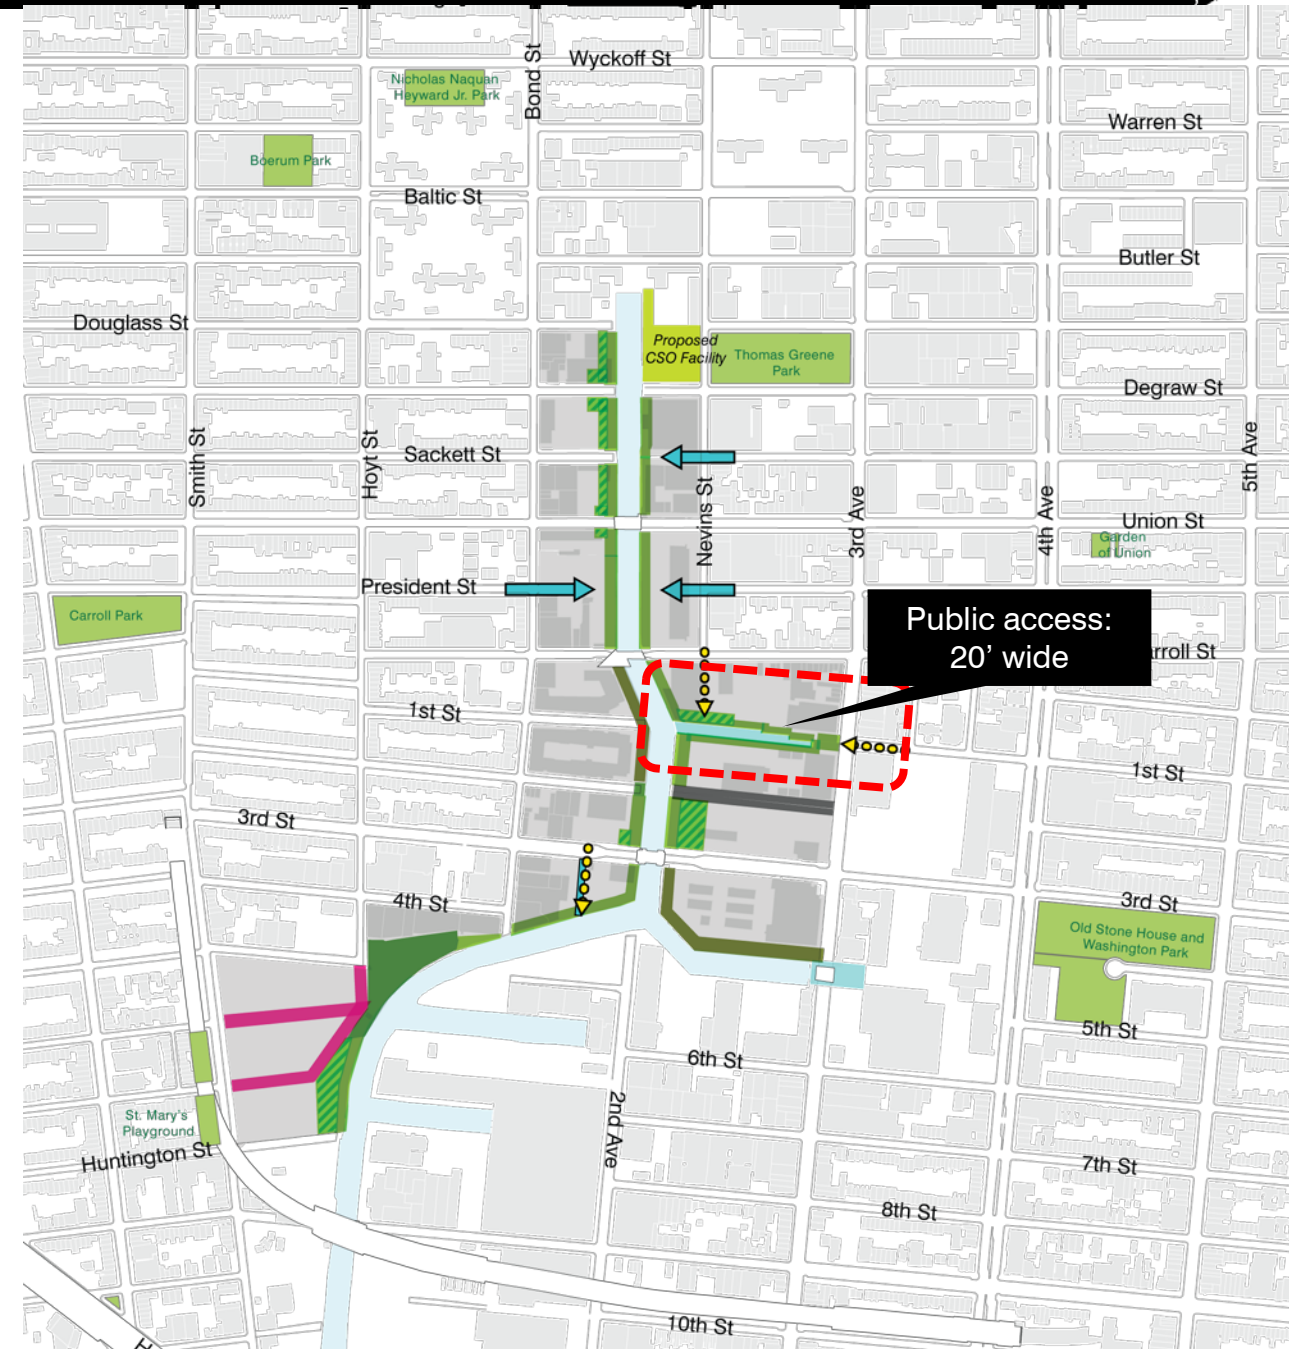 Wyckoff St
Bond St
Nicholas Naquan
Heyward Jr. Park
Warren St
Boerum Park
Baltic St
Butler St
Douglass St
Proposed
CSO Facility
Thomas Greene
Park
Degraw St
Smith St
Hoyt St
Sackett St
Nevins St
3rd Ave
4th Ave
5th Ave
Union St
Garden
of Union
President St
Carroll Park
Public access:
20’ wide
arroll St
1st St
1st St
3rd St
4th St
3rd St
Old Stone House and
Washington Park
5th St
6th St
2nd Ave
St. Mary's
Playground
Huntington St
7th St
8th St
10th St